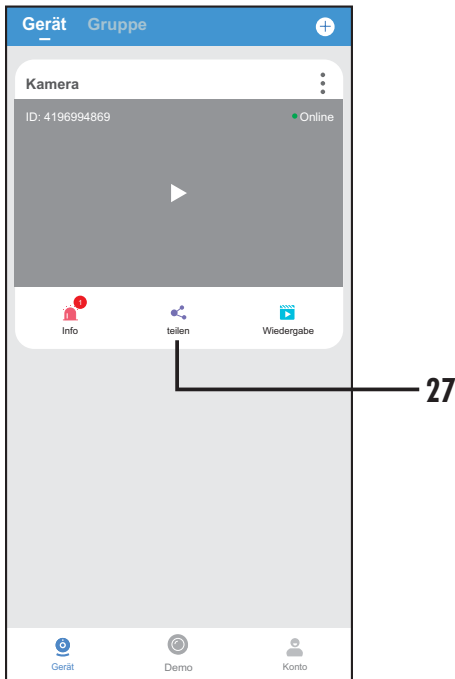 Gerät Gruppe
Kamera
ID: 4196994869 Online
1
Info teilen Wiedergabe
27
Gerät Demo Konto